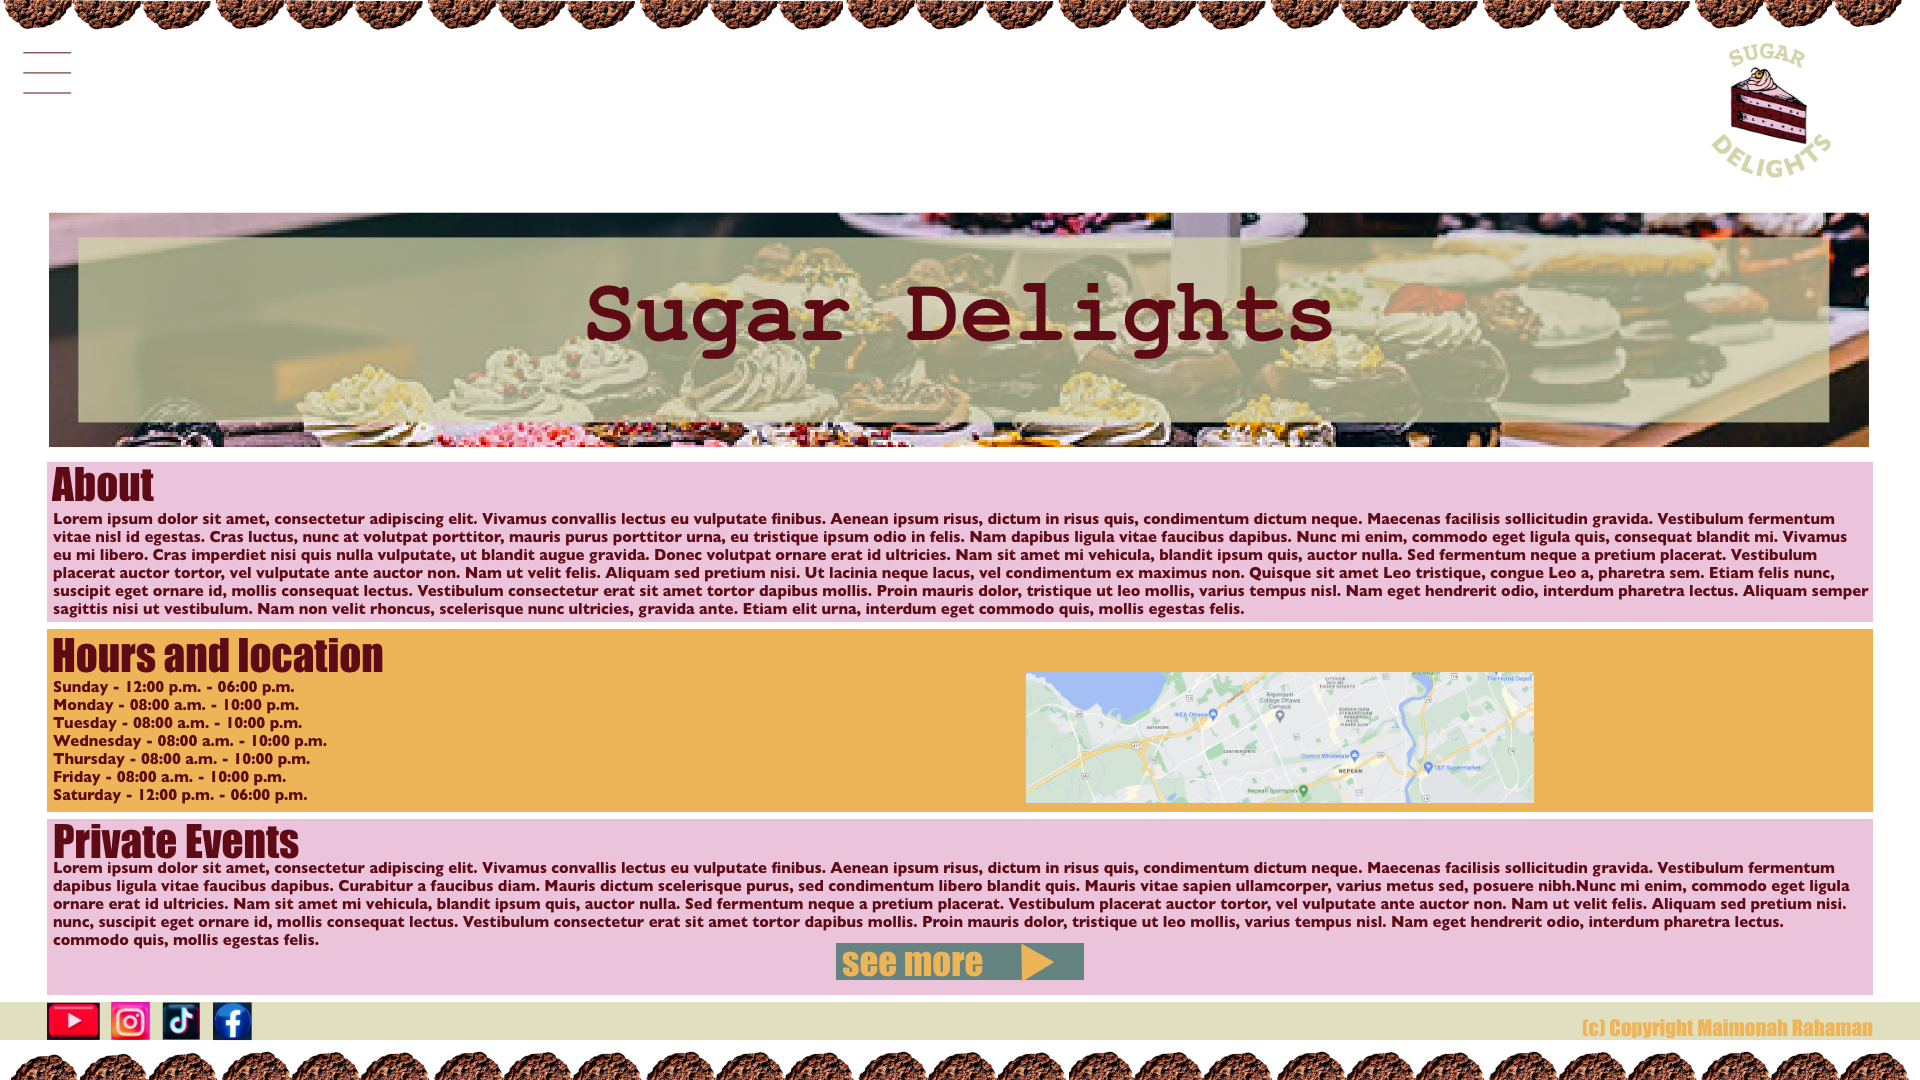 SUGAR
DELIGHTS
Sugar Delights
About
Lorem ipsum dolor sit amet, consectetur adipiscing elit. Vivamus convallis lectus eu vulputate finibus. Aenean ipsum risus, dictum in risus quis, condimentum dictum neque. Maecenas facilisis sollicitudin gravida. Vestibulum fermentum
vitae nisl id egestas. Cras luctus, nunc at volutpat porttitor, mauris purus porttitor urna, eu tristique ipsum odio in felis. Nam dapibus ligula vitae faucibus dapibus. Nunc mi enim, commodo eget ligula quis, consequat blandit mi. Vivamus
eu mi libero. Cras imperdiet nisi quis nulla vulputate, ut blandit augue gravida. Donec volutpat ornare erat id ultricies. Nam sit amet mi vehicula, blandit ipsum quis, auctor nulla. Sed fermentum neque a pretium placerat. Vestibulum
placerat auctor tortor, vel vulputate ante auctor non. Nam ut velit felis. Aliquam sed pretium nisi. Ut lacinia neque lacus, vel condimentum ex maximus non. Quisque sit amet Leo tristique, congue Leo a, pharetra sem. Etiam felis nunc,
suscipit eget ornare id, mollis consequat lectus. Vestibulum consectetur erat sit amet tortor dapibus mollis. Proin mauris dolor, tristique ut leo mollis, varius tempus nisl. Nam eget hendrerit odio, interdum pharetra lectus. Aliquam semper
sagittis nisi ut vestibulum. Nam non velit rhoncus, scelerisque nunc ultricies, gravida ante. Etiam elit urna, interdum eget commodo quis, mollis egestas felis.
Hours and location
Sunday - 12:00 p.m. - 06:00 p.m.
Monday - 08:00 a.m. - 10:00 p.m.
Tuesday - 08:00 a.m. - 10:00 p.m.
Wednesday - 08:00 a.m. - 10:00 p.m.
Thursday - 08:00 a.m. - 10:00 p.m.
Friday - 08:00 a.m. - 10:00 p.m.
Saturday - 12:00 p.m. - 06:00 p.m.
The Home Depot
Algonquin
College Ottawa
Campus
IKEA Ottawa
BAYSHORE
CENTREPOINTE
Costco Wholesale
NEPEAN
T&T Supermarket
Nepean Sportsplex
Private Events
Lorem ipsum dolor sit amet, consectetur adipiscing elit. Vivamus convallis lectus eu vulputate finibus. Aenean ipsum risus, dictum in risus quis, condimentum dictum neque. Maecenas facilisis sollicitudin gravida. Vestibulum fermentum
dapibus ligula vitae faucibus dapibus. Curabitur a faucibus diam. Mauris dictum scelerisque purus, sed condimentum libero blandit quis. Mauris vitae sapien ullamcorper, varius metus sed, posuere nibh.Nunc mi enim, commodo eget ligula
ornare erat id ultricies. Nam sit amet mi vehicula, blandit ipsum quis, auctor nulla. Sed fermentum neque a pretium placerat. Vestibulum placerat auctor tortor, vel vulputate ante auctor non. Nam ut velit felis. Aliquam sed pretium nisi.
nunc, suscipit eget ornare id, mollis consequat lectus. Vestibulum consectetur erat sit amet tortor dapibus mollis. Proin mauris dolor, tristique ut leo mollis, varius tempus nisl. Nam eget hendrerit odio, interdum pharetra lectus.
commodo quis, mollis egestas felis.
see more
(c) Copyright Maimonah Rahaman